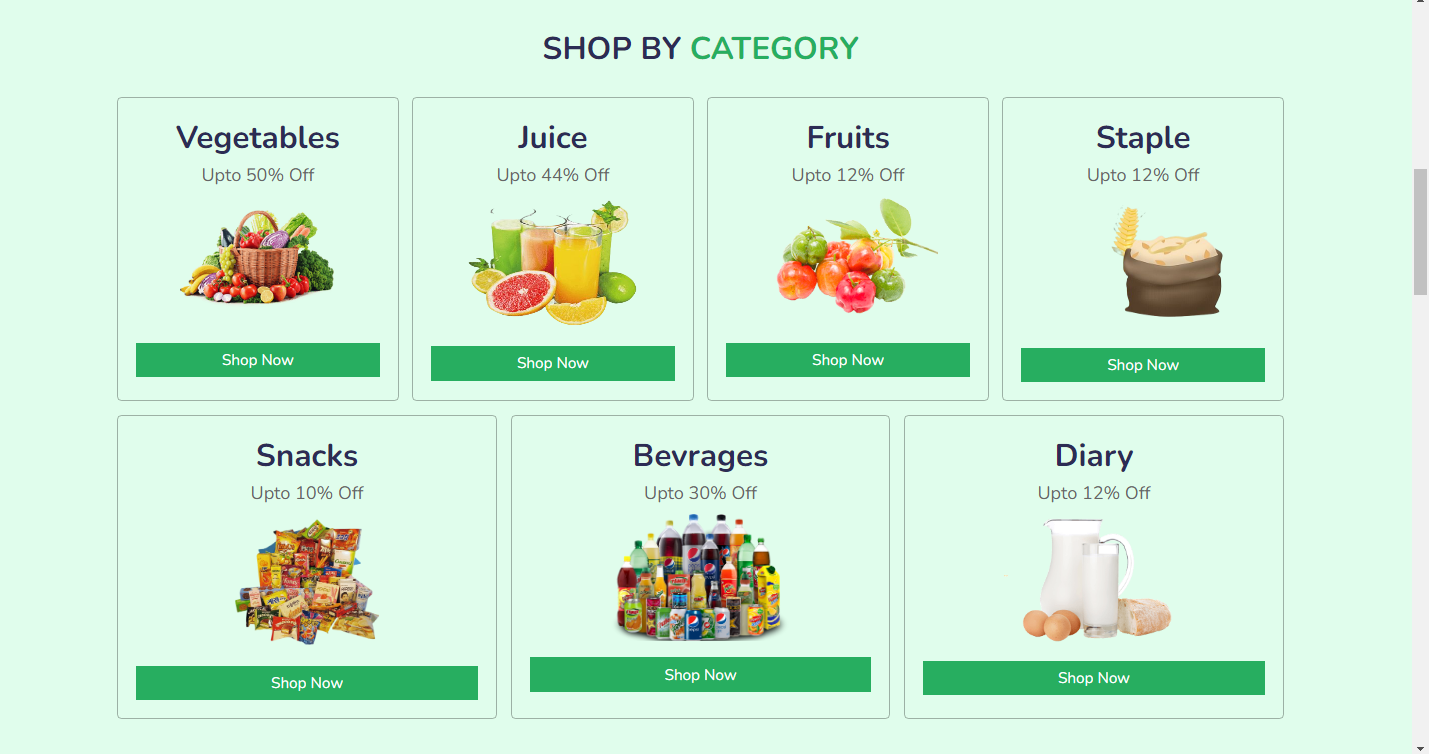 SHOP BY CATEGORY
Vegetables
Upto 50% Off
Shop Now
Juice
Upto 44% Off
Shop Now
Fruits
Upto 12% Off
Shop Now
Staple
Upto 12% Off
Shop Now
Snacks
Upto 10% Off
Shop Now
Bevrages
Upto 30% Off
Shop Now
Diary
Upto 12% Off
Shop Now